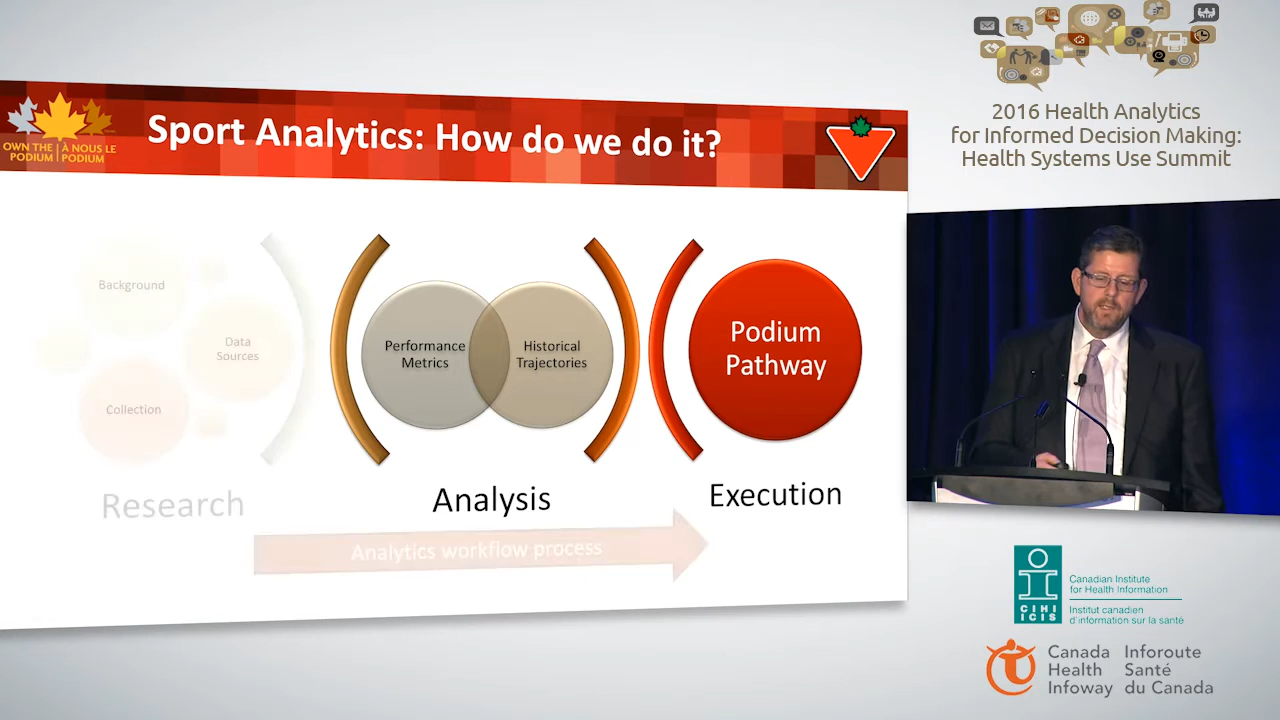 2016 Health Analytics
for Informed Decision Making:
Health Systems Use Summit
OWN THE
PODIUM
À NOUS LE
PODIUM
Sport Analytics: How do we do it?
Background
Data
Sources
Collection
Research
Performance
Metrics
Historical
Trajectories
Analysis
Podium
Pathway
Execution
Analytics workflow process
CIHI
ICIS
Canadian Institute
for Health Information
Institut canadien
d'information sur la santé
Canada
Health
Infoway
Inforoute
Santé
du Canada